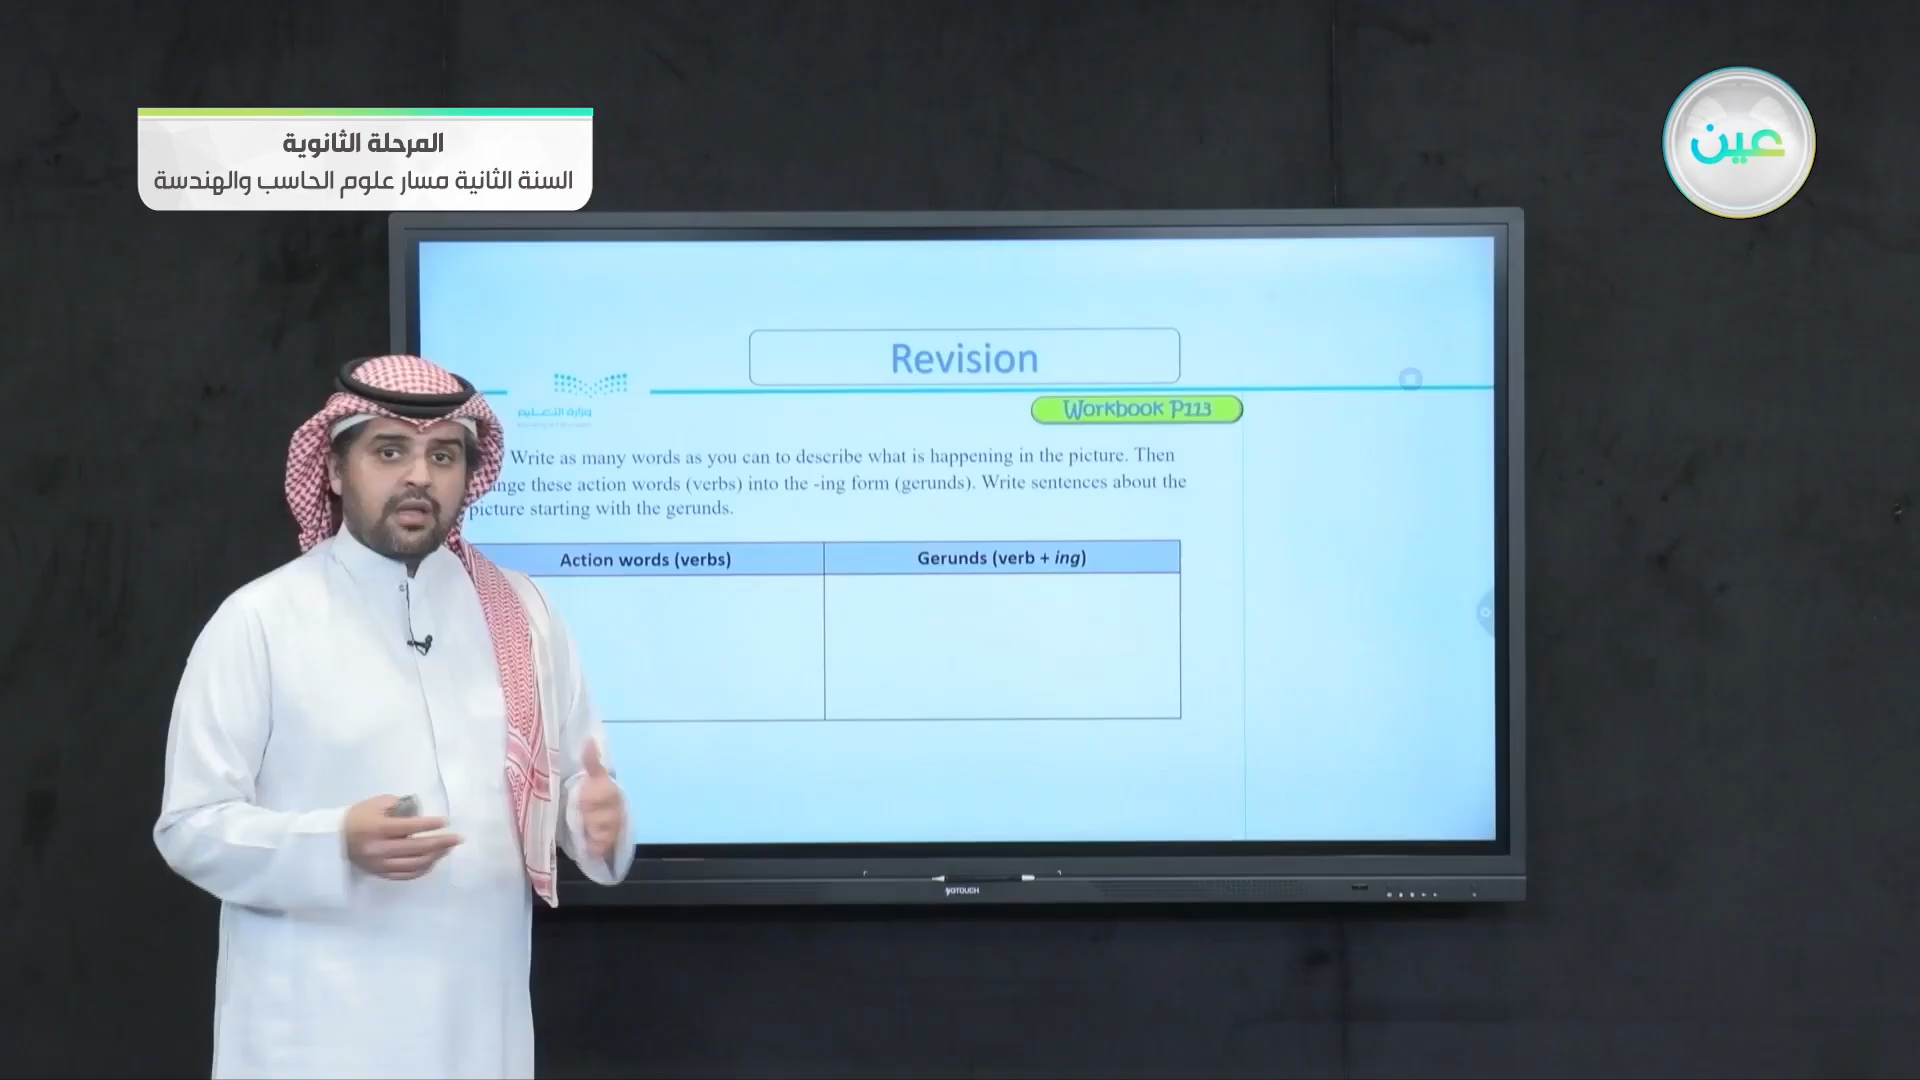 المرحلة الثانوية
السنة الثانية مسار علوم الحاسب والهندسة
عين
Revision
وزارة التعليم
Workbook P113
Write as many words as you can to describe what is happening in the picture. Then
these action words (verbs) into the -ing form (gerunds). Write sentences about the
picture starting with the gerunds.
Action words (verbs)
Gerunds (verb + ing)